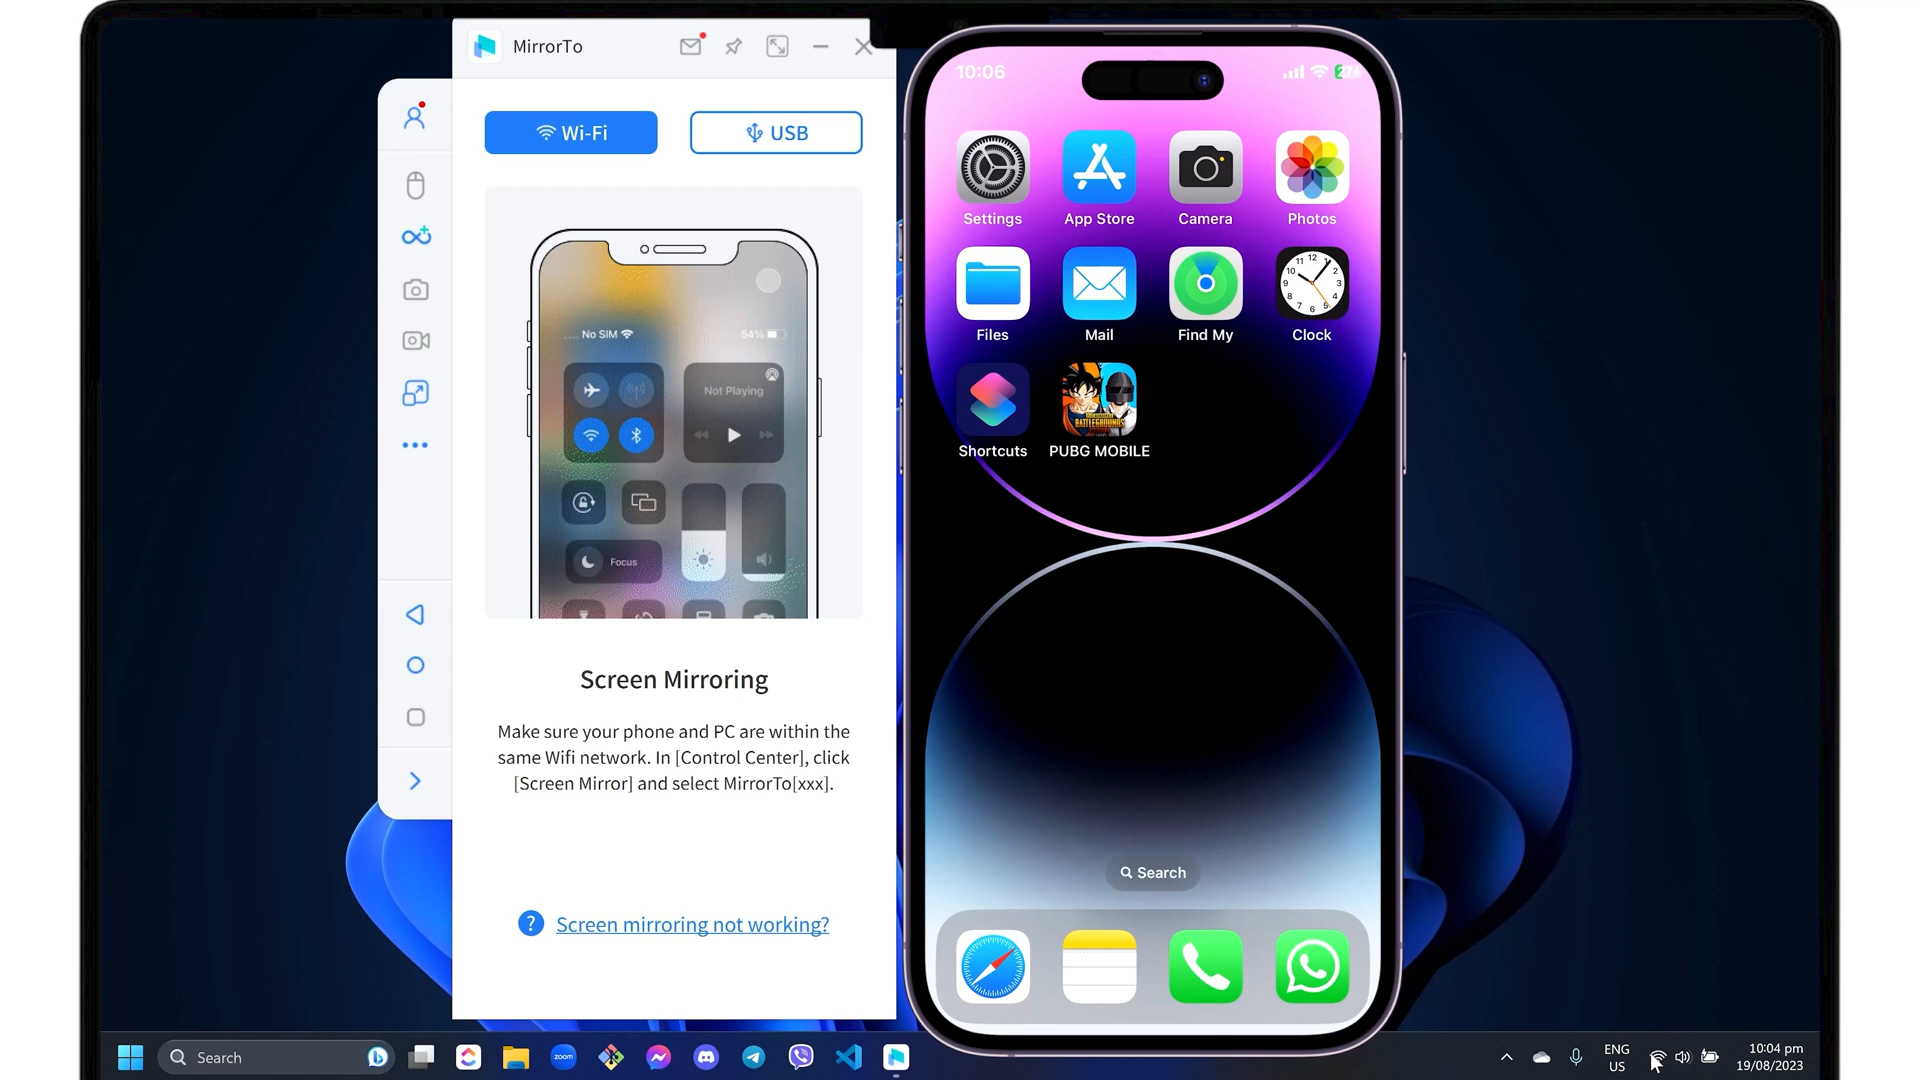 MirrorTo
Wi-Fi
USB
No SIM
54%
Not Playing
Focus
Screen Mirroring
Make sure your phone and PC are within the
same Wifi network. In [Control Center], click
[Screen Mirror] and select MirrorTo[xxx].
? Screen mirroring not working?
10:06
27
Settings
App Store
Camera
Photos
Files
Mail
Find My
Clock
Shortcuts
BATTLEGROUNDS
PUBG MOBILE
Search
Search
zoom
ENG
US
10:04 pm
19/08/2023